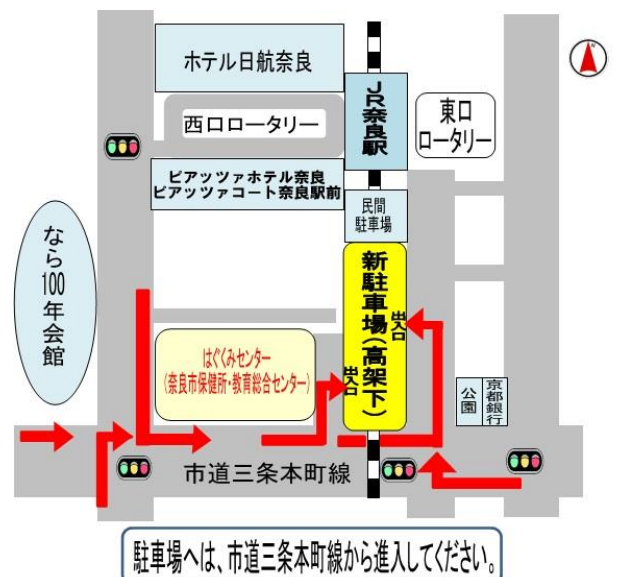 N
ホテル日航奈良
JR奈良駅
東口
ロータリー
西口ロータリー
ピアッツァホテル奈良
ピアッツァコート奈良駅前
民間
駐車場
なら100年会館
新駐車場(高架下)
出入口
出入口
はぐくみセンター
(奈良市保健所・教育総合センター)
公園
京都銀行
市道三条本町線
駐車場へは、市道三条本町線から進入してください。